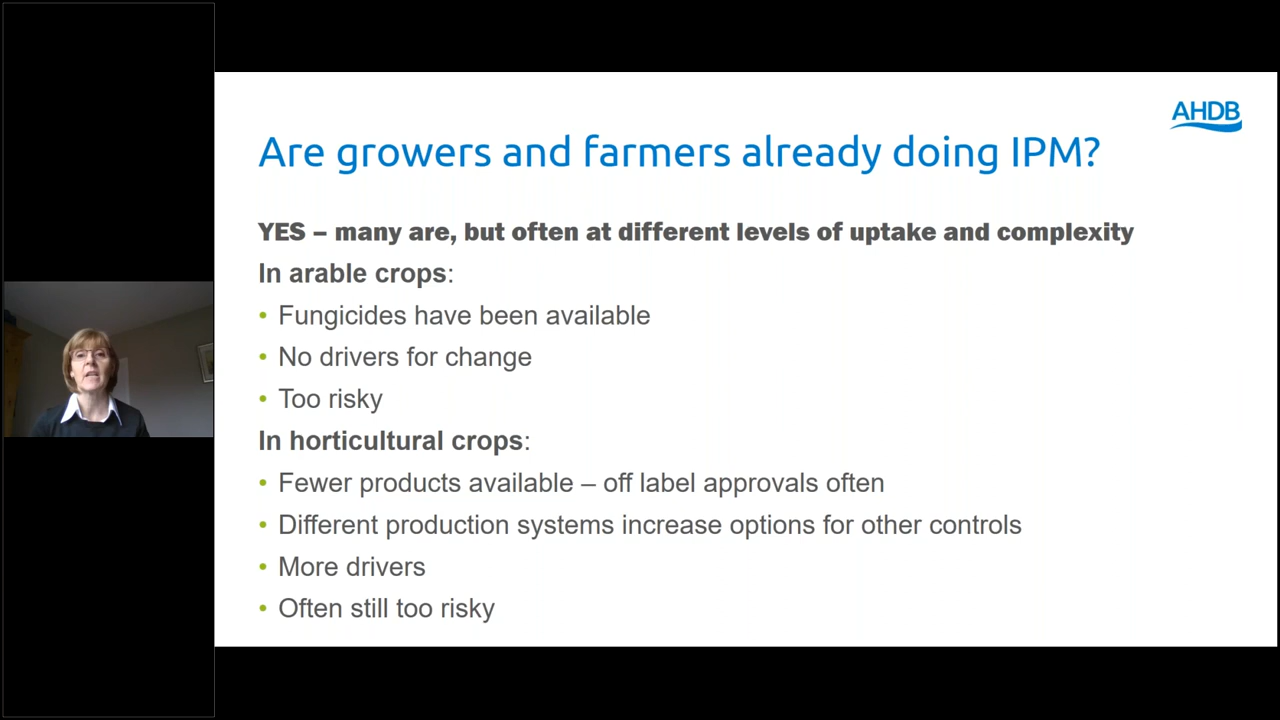 AHDB
Are growers and farmers already doing IPM?
YES – many are, but often at different levels of uptake and complexity
In arable crops:
• Fungicides have been available
• No drivers for change
• Too risky
In horticultural crops:
• Fewer products available – off label approvals often
• Different production systems increase options for other controls
• More drivers
• Often still too risky